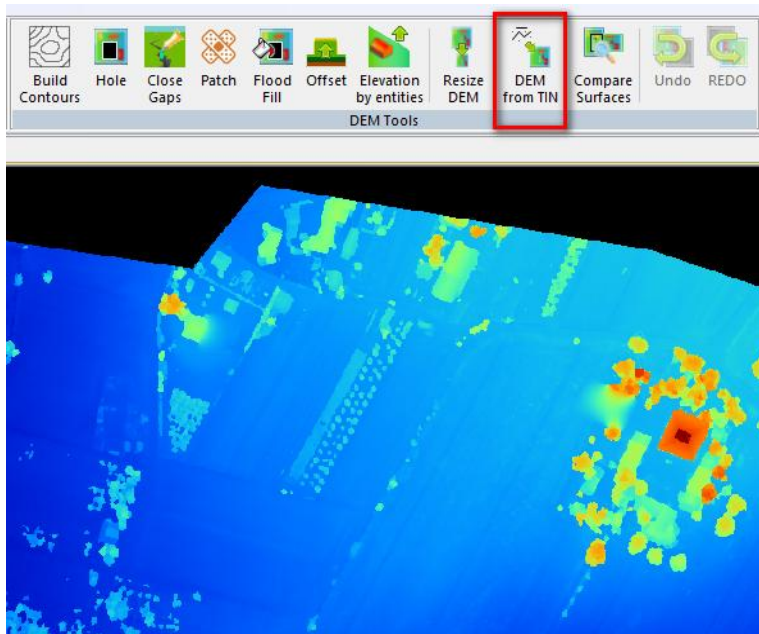 Build
Contours
Hole
Close
Gaps
Patch
Flood
Fill
Offset
Elevation
by entities
Resize
DEM
DEM
from TIN
Compare
Surfaces
Undo
REDO
DEM Tools